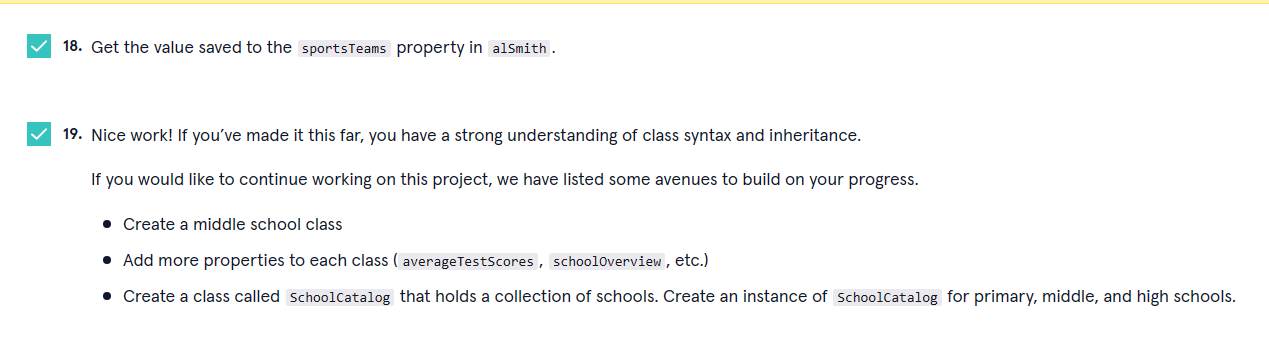 18. Get the value saved to the sportsTeams property in alSmith.
19. Nice work! If you’ve made it this far, you have a strong understanding of class syntax and inheritance.
If you would like to continue working on this project, we have listed some avenues to build on your progress.
• Create a middle school class
• Add more properties to each class (averageTestScores, schoolOverview, etc.)
• Create a class called SchoolCatalog that holds a collection of schools. Create an instance of SchoolCatalog for primary, middle, and high schools.